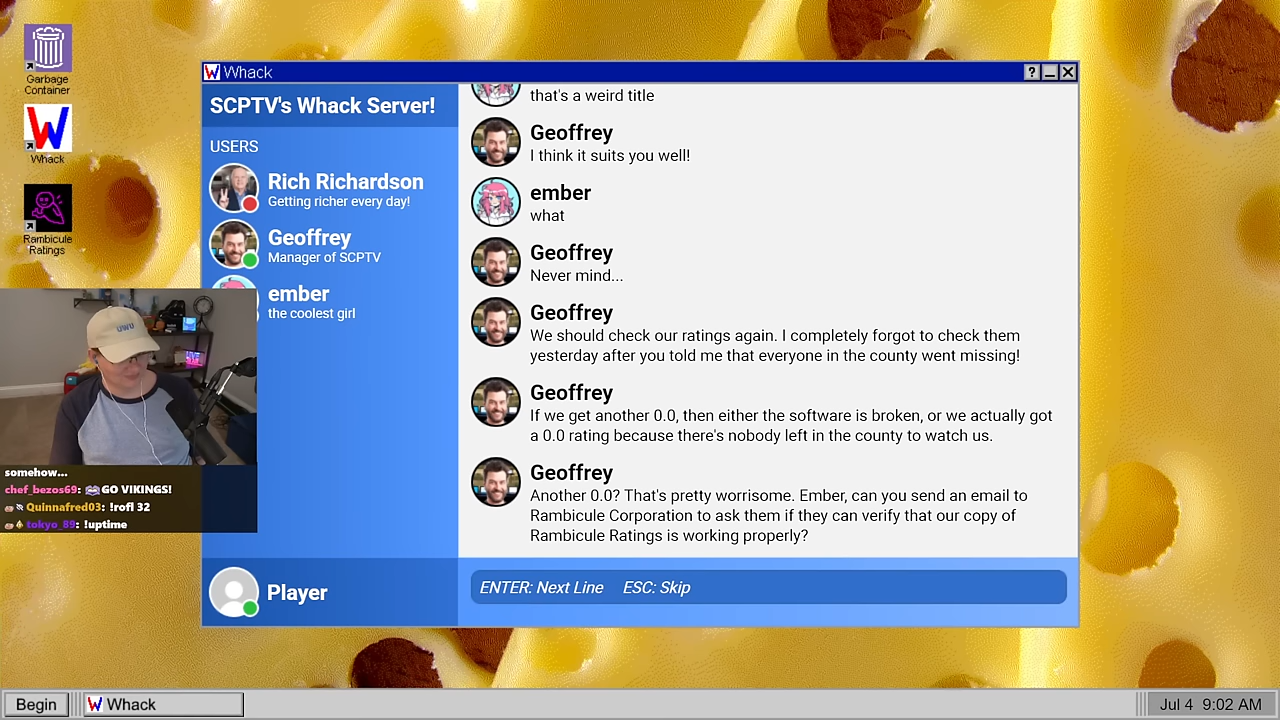 Garbage
Container
Whack
Rambicule
Ratings
Whack
SCPTV's Whack Server!
USERS
Rich Richardson
Getting richer every day!
Geoffrey
Manager of SCPTV
ember
the coolest girl
Player
that's a weird title
Geoffrey
I think it suits you well!
ember
what
Geoffrey
Never mind...
Geoffrey
We should check our ratings again. I completely forgot to check them
yesterday after you told me that everyone in the county went missing!
Geoffrey
If we get another 0.0, then either the software is broken, or we actually got
a 0.0 rating because there's nobody left in the county to watch us.
Geoffrey
Another 0.0? That's pretty worrisome. Ember, can you send an email to
Rambicule Corporation to ask them if they can verify that our copy of
Rambicule Ratings is working properly?
ENTER: Next Line ESC: Skip
UWU
somehow...
chef_bezos69: GO VIKINGS!
Quinnafred03: !rofl 32
tokyo_89: !uptime
Begin
Whack
Jul 4 9:02 AM